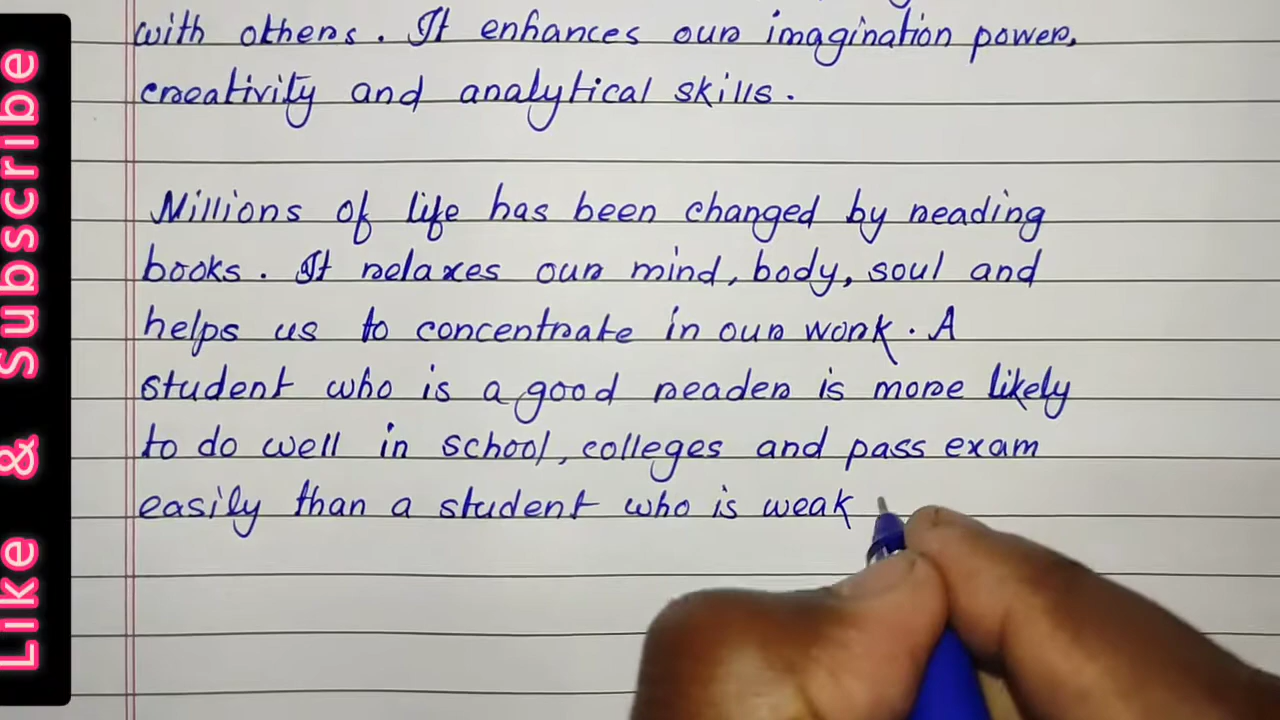 with others. It enhances our imagination power,
creativity and analytical skills.
Millions of life has been changed by reading
books. It relaxes our mind, body, soul and
helps us to concentrate in our work. A
student who is a good reader is more likely
to do well in school, colleges and pass exam
easily than a student who is weak
Like & Subscribe